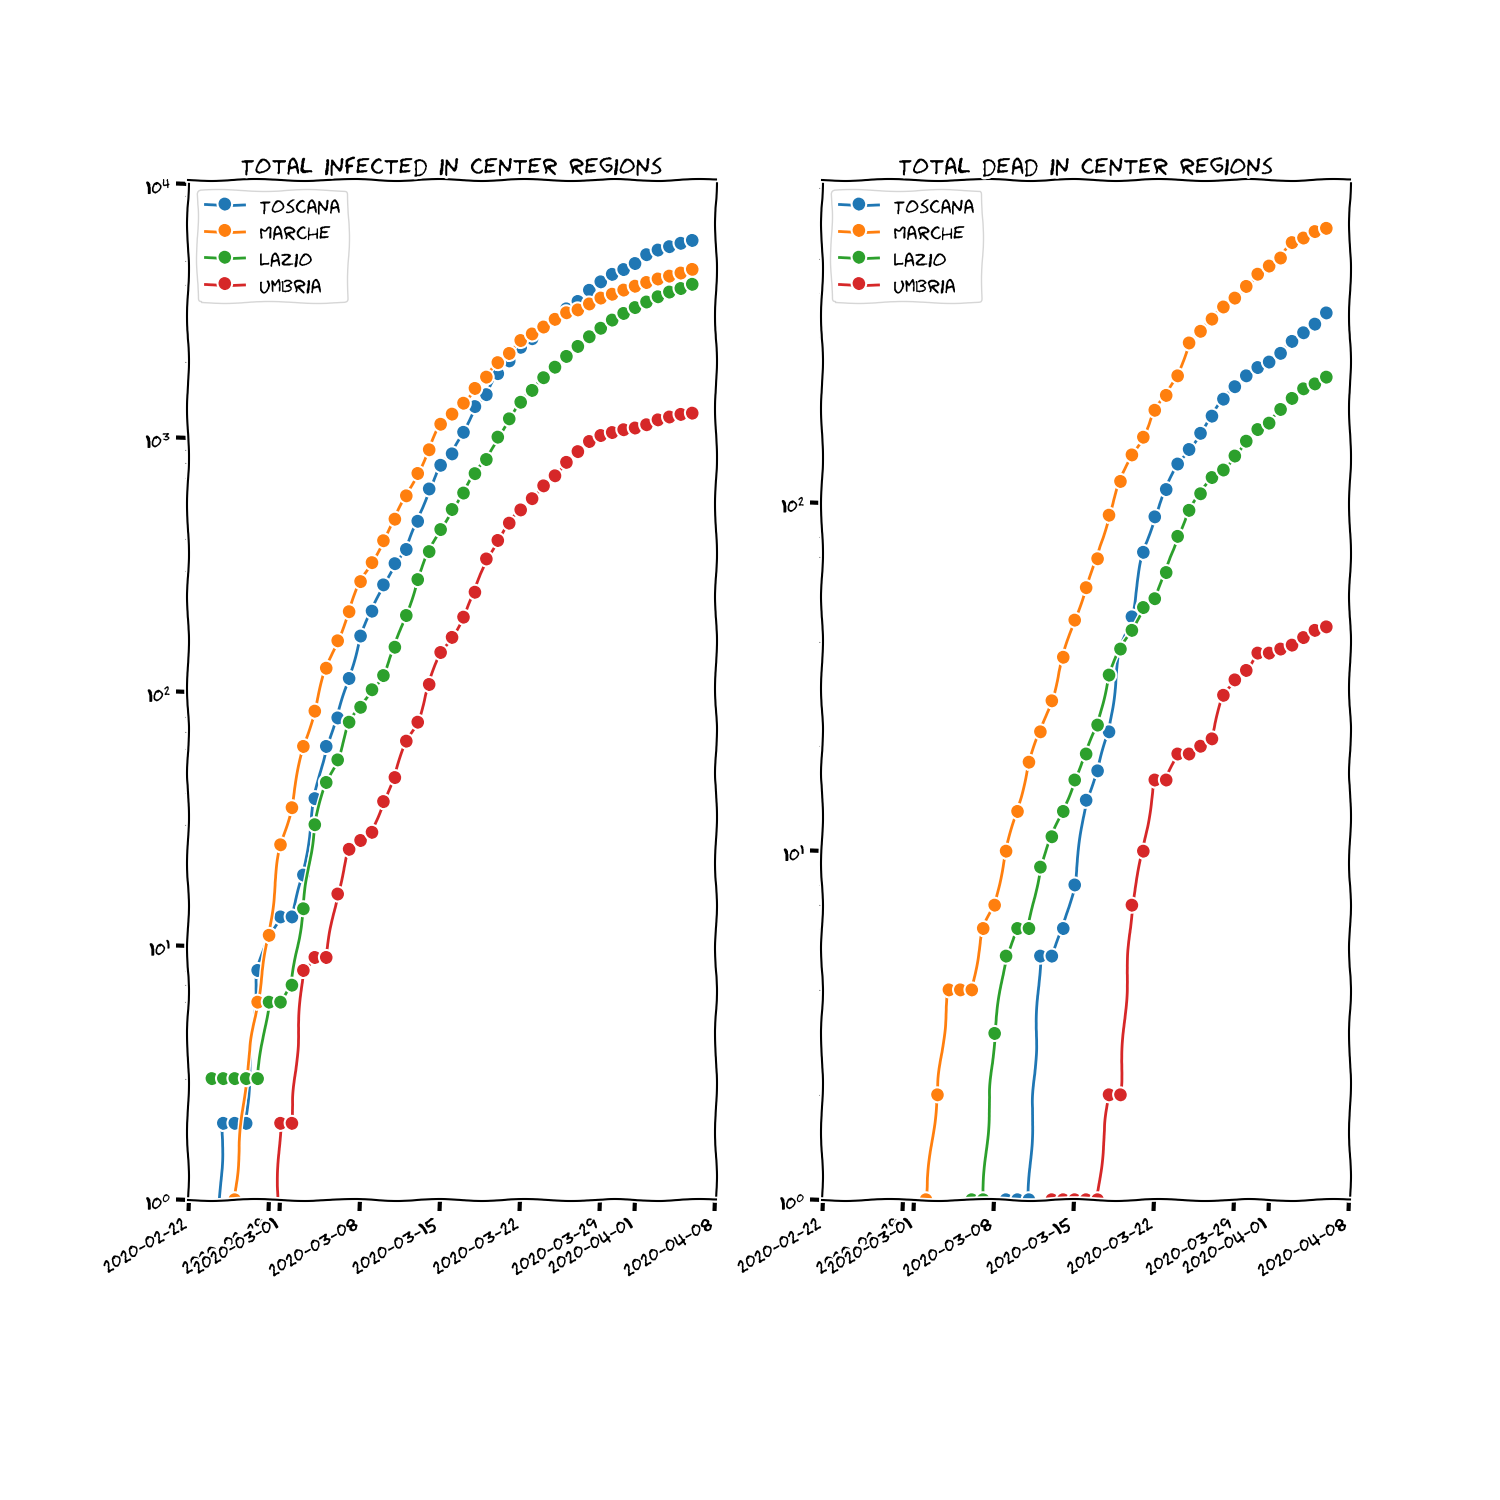 TOTAL INFECTED IN CENTER REGIONS
10⁴
TOSCANA
MARCHE
LAZIO
UMBRIA
10³
10²
10¹
10⁰
2020-02-22
2020-03-01
2020-03-08
2020-03-15
2020-03-22
2020-03-29
2020-04-01
2020-04-08
TOTAL DEAD IN CENTER REGIONS
TOSCANA
MARCHE
LAZIO
UMBRIA
10²
10¹
10⁰
2020-02-22
2020-03-01
2020-03-08
2020-03-15
2020-03-22
2020-03-29
2020-04-01
2020-04-08